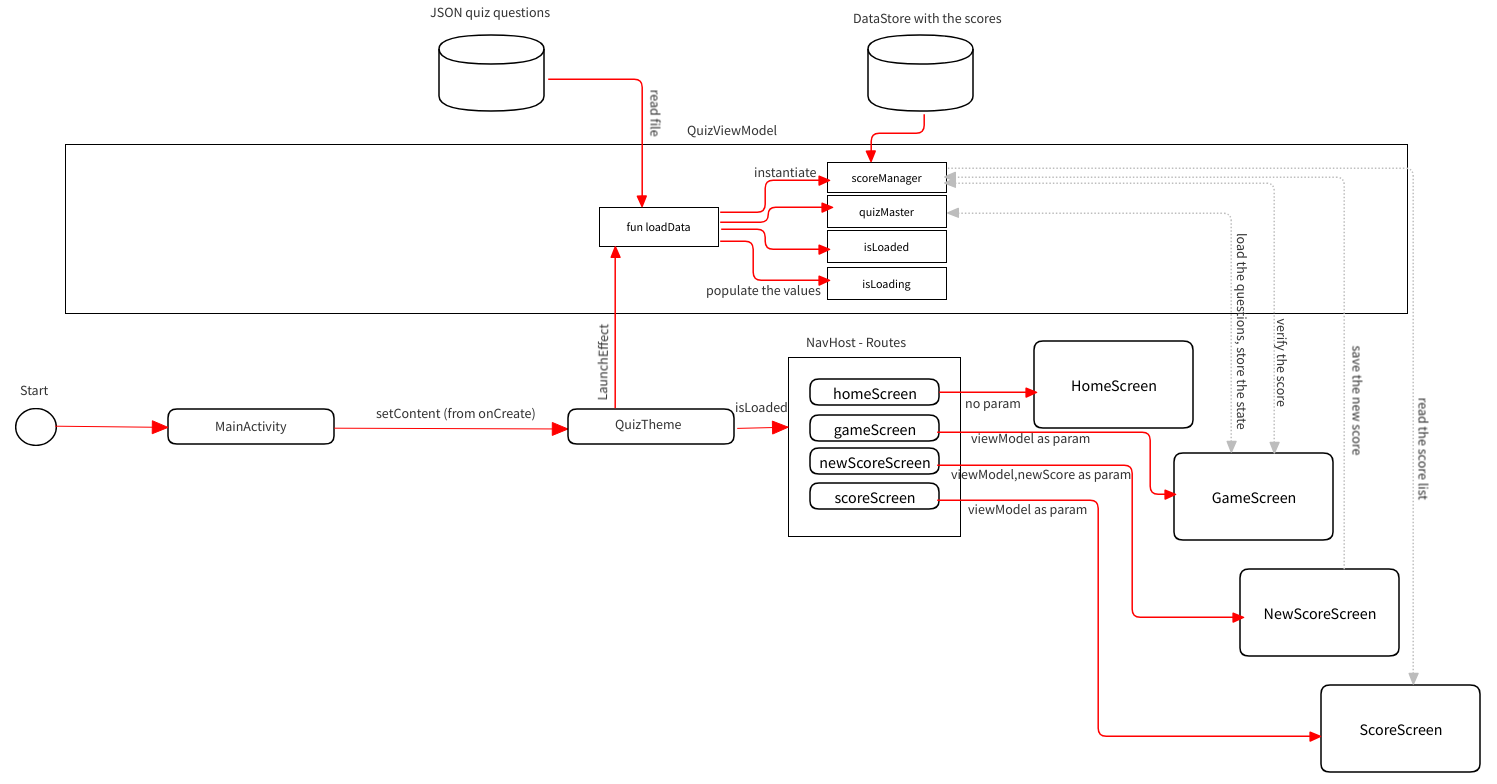 JSON quiz questions
DataStore with the scores
read file
QuizViewModel
instantiate
scoreManager
fun loadData
quizMaster
isLoaded
isLoading
populate the values
load the questions, store the state
verify the score
save the new score
read the score list
LaunchEffect
NavHost - Routes
Start
MainActivity
setContent (from onCreate)
QuizTheme
isLoaded
homeScreen
gameScreen
newScoreScreen
scoreScreen
no param
viewModel as param
viewModel,newScore as param
viewModel as param
HomeScreen
GameScreen
NewScoreScreen
ScoreScreen